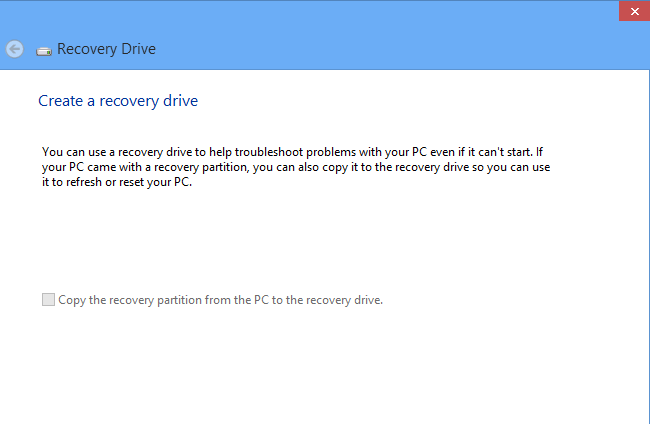 Recovery Drive
Create a recovery drive
You can use a recovery drive to help troubleshoot problems with your PC even if it can't start. If
your PC came with a recovery partition, you can also copy it to the recovery drive so you can use
it to refresh or reset your PC.
Copy the recovery partition from the PC to the recovery drive.